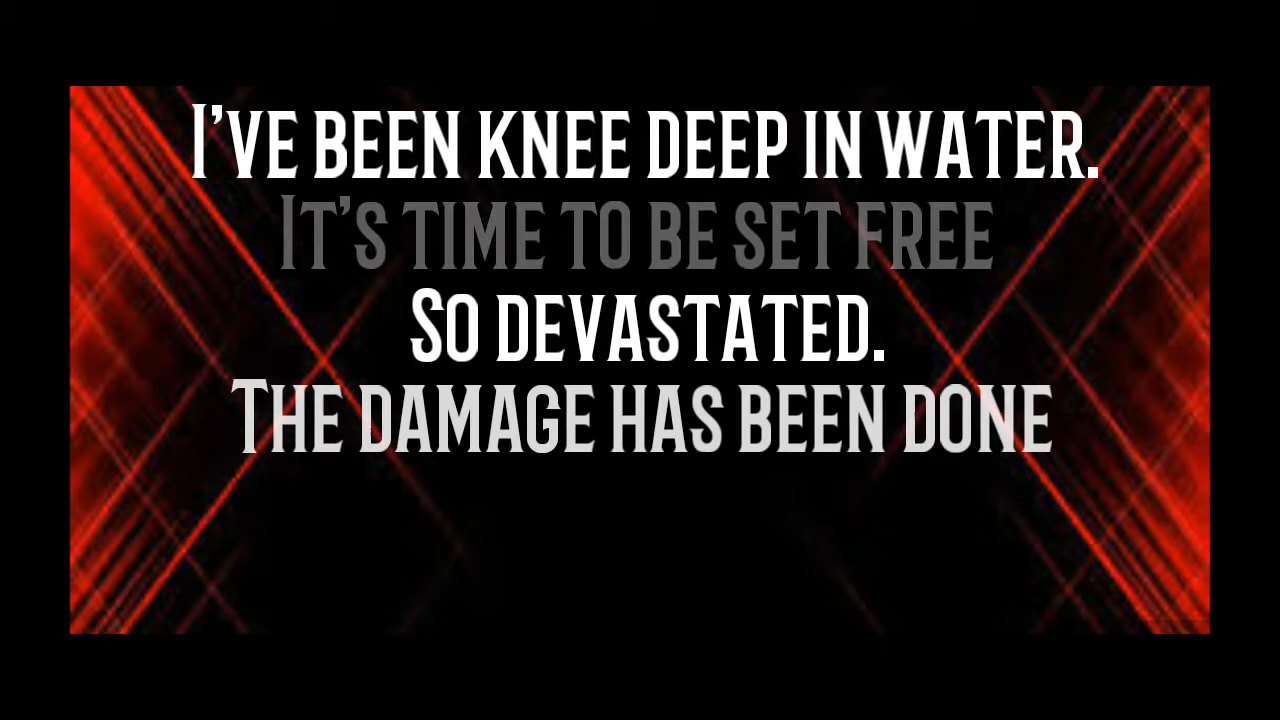 I'VE BEEN KNEE DEEP IN WATER.
IT'S TIME TO BE SET FREE
SO DEVASTATED.
THE DAMAGE HAS BEEN DONE